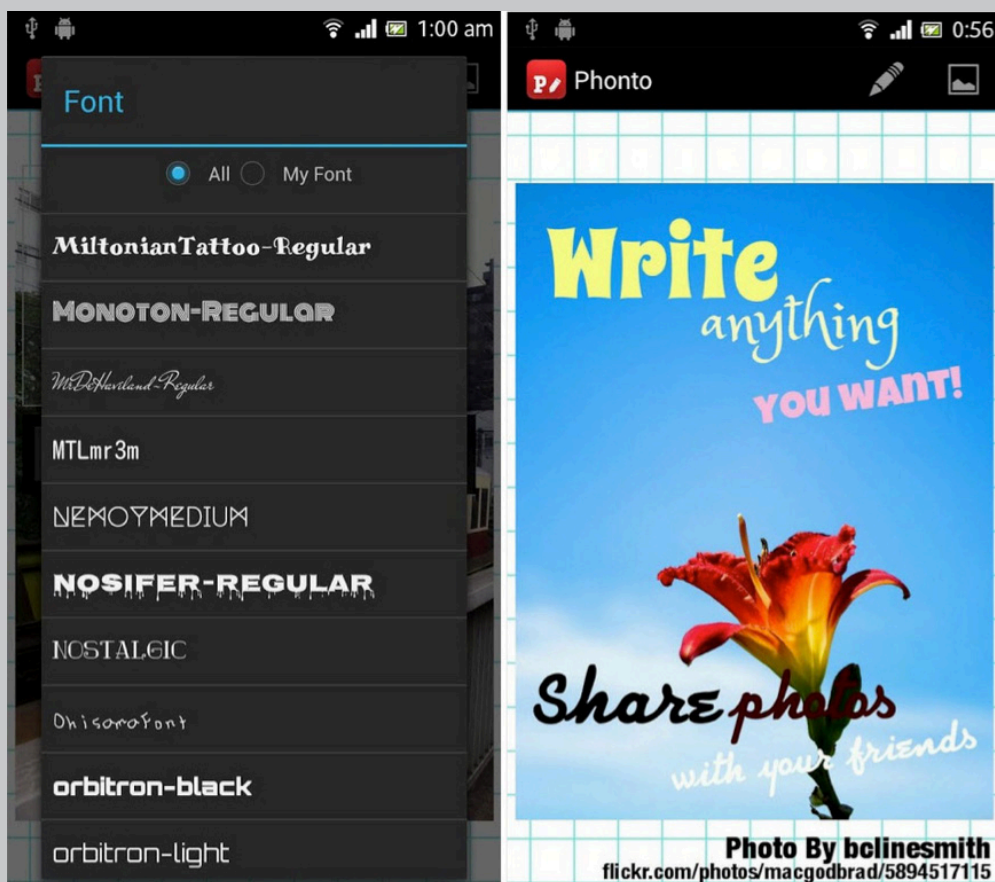 1:00 am
Font
All
My Font
MiltonianTattoo-Regular
Monoton-Regular
MrDeHaviland-Regular
MTLmr3m
NEMOYMEDIUM
NOSIFER-REGULAR
NOSTALGIC
OhisamaFont
orbitron-black
orbitron-light
0:56
Phonto
Write
anything
you want!
Share photos
with your friends
Photo By bclinesmith
flickr.com/photos/macgodbrad/5894517115